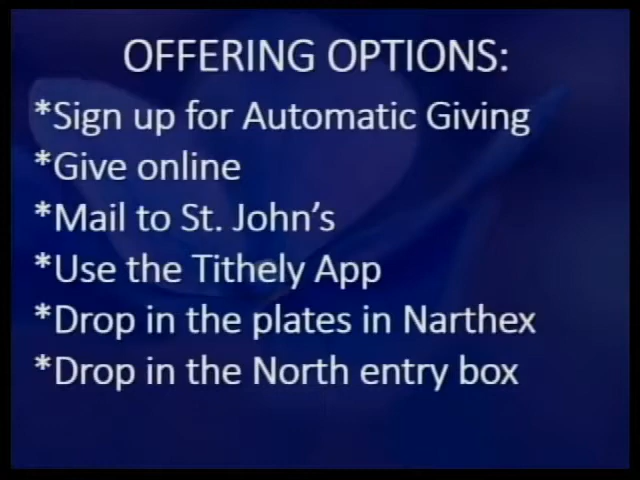 OFFERING OPTIONS:
*Sign up for Automatic Giving
*Give online
*Mail to St. John’s
*Use the Tithely App
*Drop in the plates in Narthex
*Drop in the North entry box